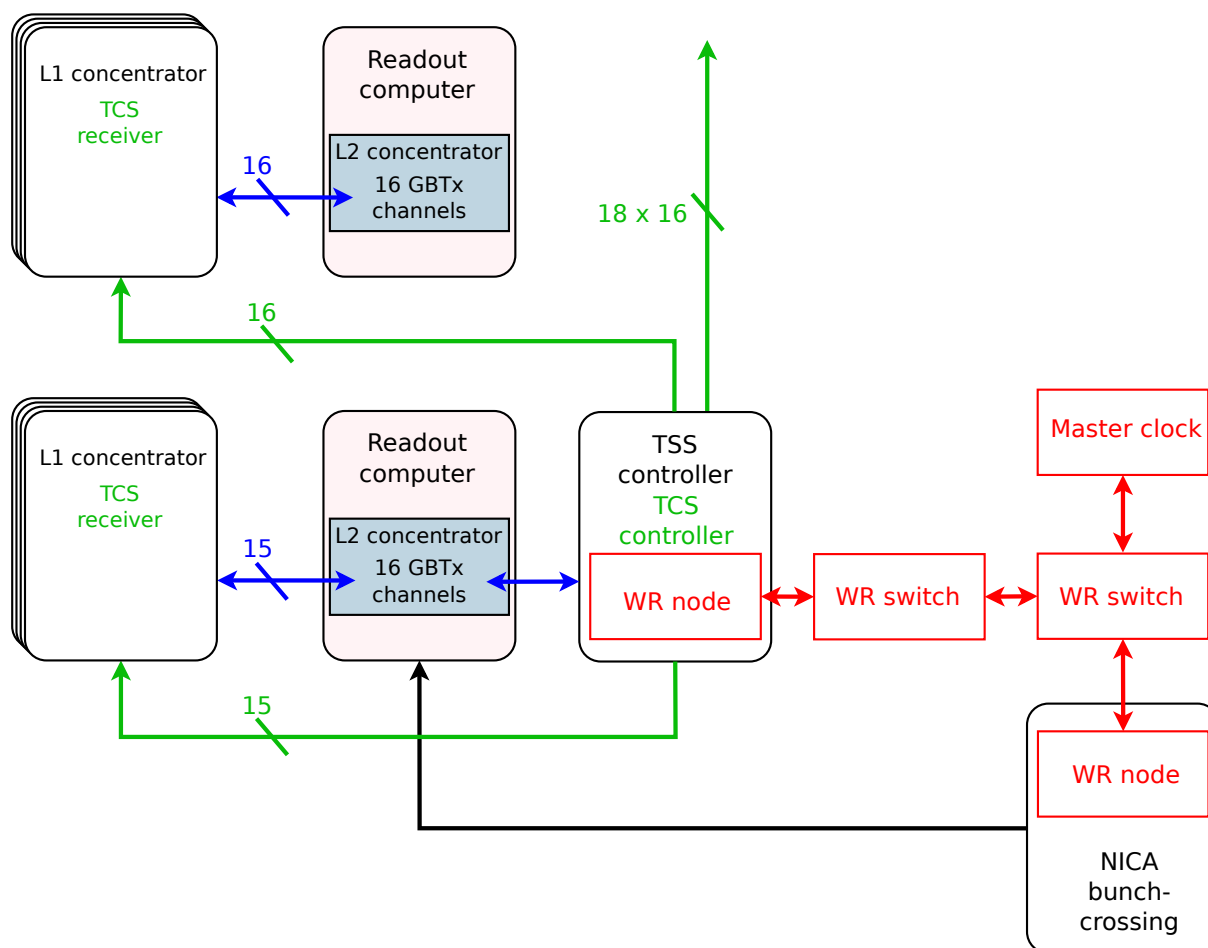 L1 concentrator
TCS
receiver
16
Readout
computer
L2 concentrator
16 GBTx
channels
18 x 16
16
L1 concentrator
TCS
receiver
15
Readout
computer
L2 concentrator
16 GBTx
channels
TSS
controller
TCS
controller
WR node
WR switch
Master clock
WR switch
15
WR node
NICA
bunch-
crossing